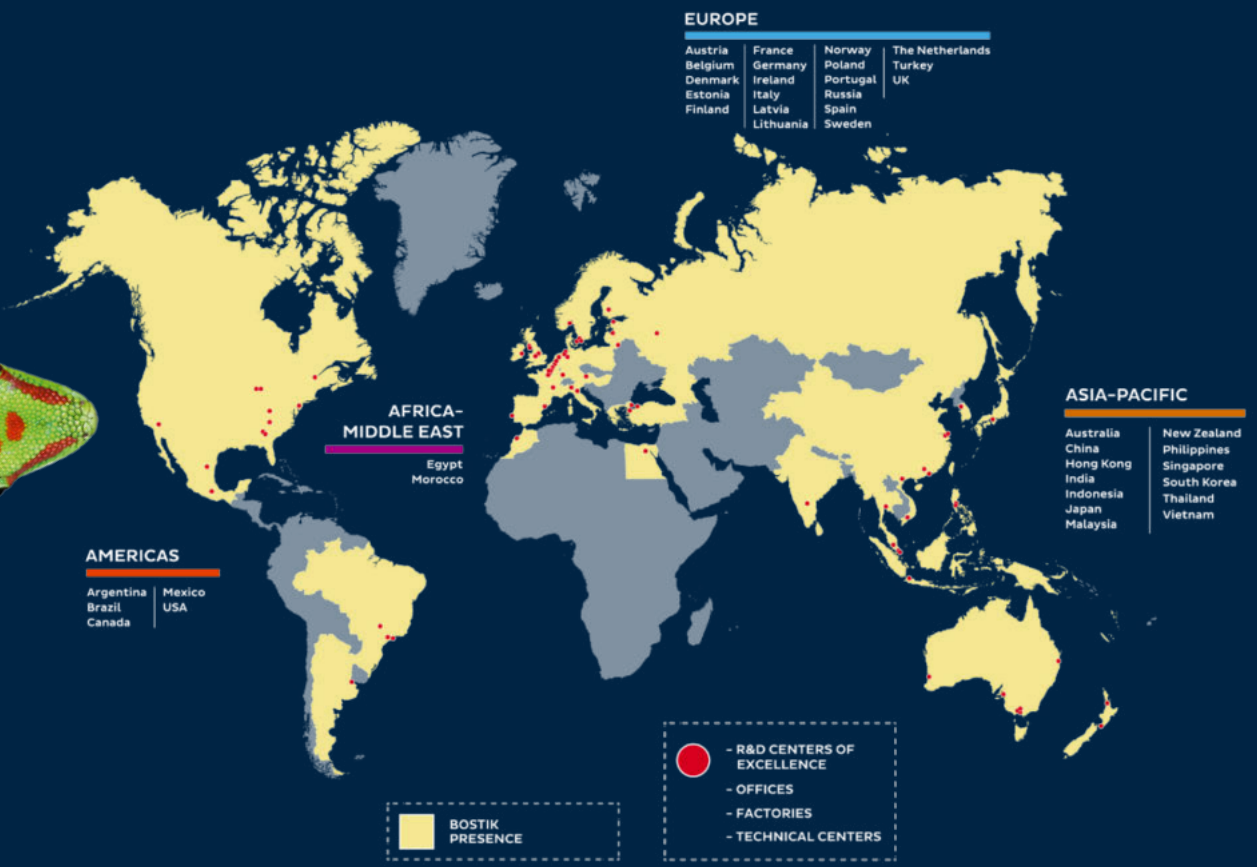 EUROPE
Austria
Belgium
Denmark
Estonia
Finland
France
Germany
Ireland
Italy
Latvia
Lithuania
Norway
Poland
Portugal
Russia
Spain
Sweden
The Netherlands
Turkey
UK
AFRICA-
MIDDLE EAST
Egypt
Morocco
ASIA-PACIFIC
Australia
China
Hong Kong
India
Indonesia
Japan
Malaysia
New Zealand
Philippines
Singapore
South Korea
Thailand
Vietnam
AMERICAS
Argentina
Brazil
Canada
Mexico
USA
BOSTIK
PRESENCE
- R&D CENTERS OF
EXCELLENCE
- OFFICES
- FACTORIES
- TECHNICAL CENTERS